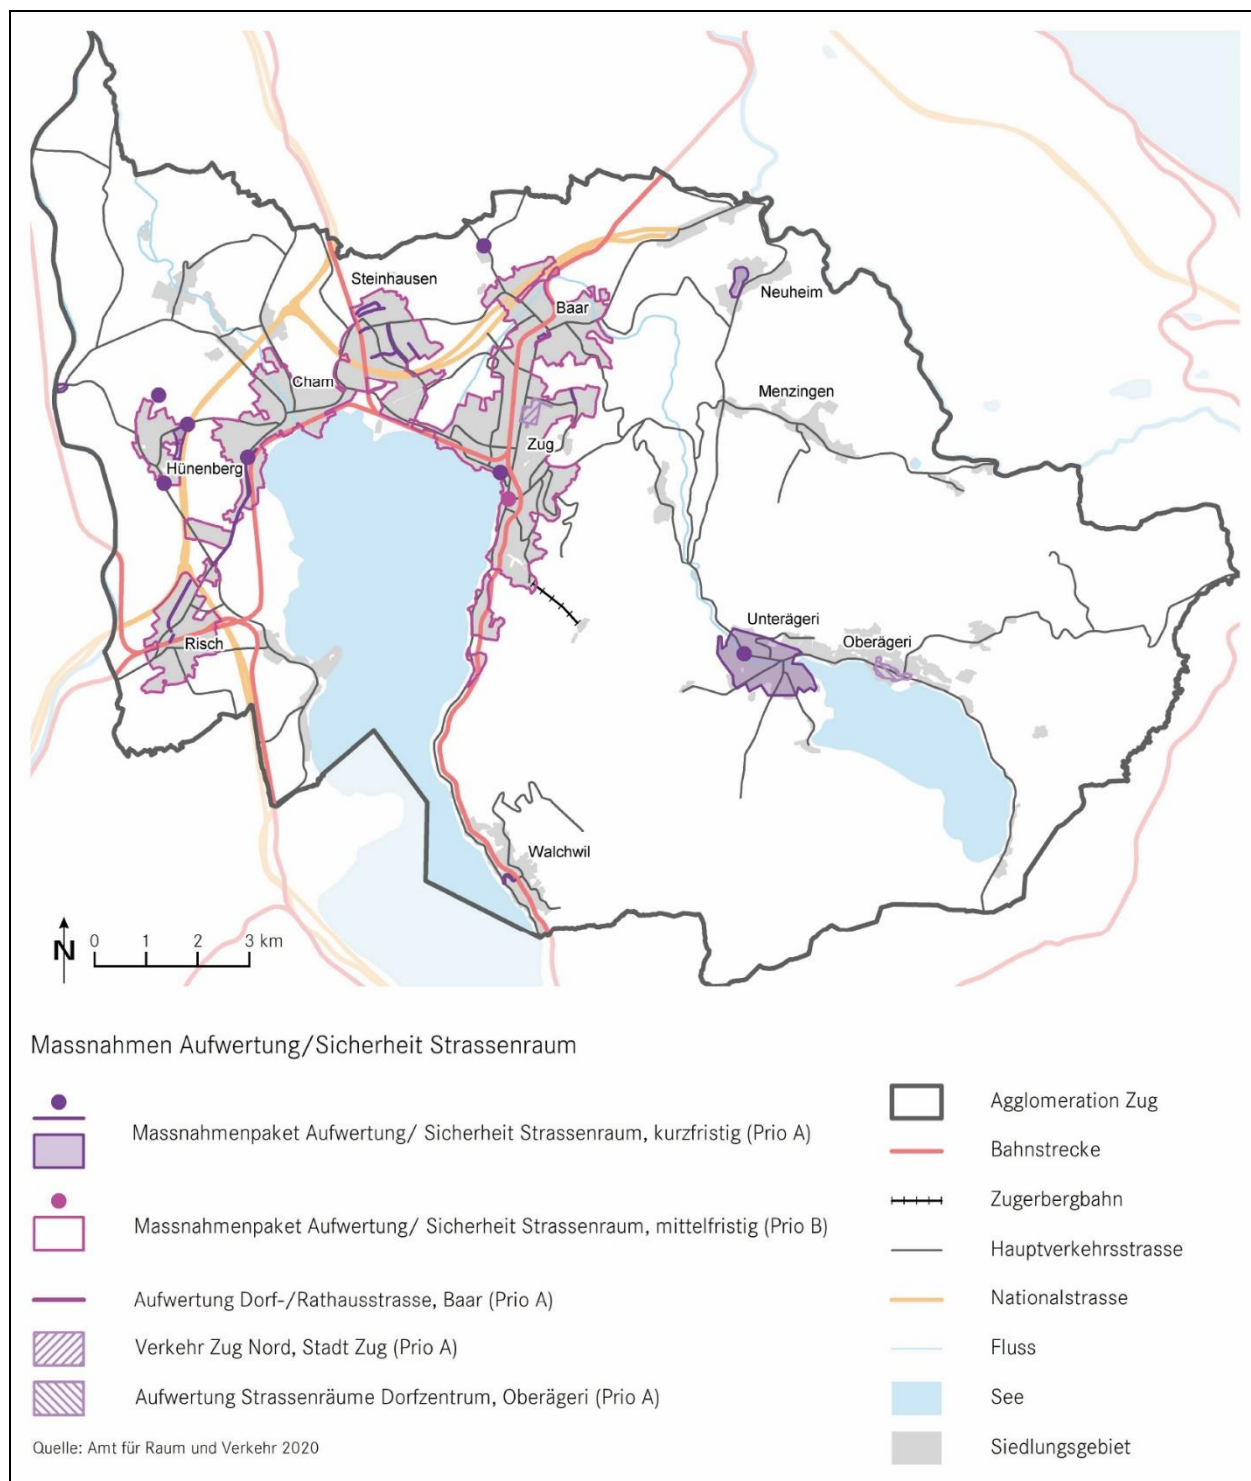 Steinhausen
Baar
Neuheim
Cham
Menzingen
Zug
Hünenberg
Unterägeri
Oberägeri
Risch
Walchwil
N
0 1 2 3 km
Massnahmen Aufwertung/Sicherheit Strassenraum
Massnahmenpaket Aufwertung/ Sicherheit Strassenraum, kurzfristig (Prio A)
Massnahmenpaket Aufwertung/ Sicherheit Strassenraum, mittelfristig (Prio B)
Aufwertung Dorf-/Rathausstrasse, Baar (Prio A)
Verkehr Zug Nord, Stadt Zug (Prio A)
Aufwertung Strassenräume Dorfzentrum, Oberägeri (Prio A)
Quelle: Amt für Raum und Verkehr 2020
Agglomeration Zug
Bahnstrecke
Zugerbergbahn
Hauptverkehrsstrasse
Nationalstrasse
Fluss
See
Siedlungsgebiet